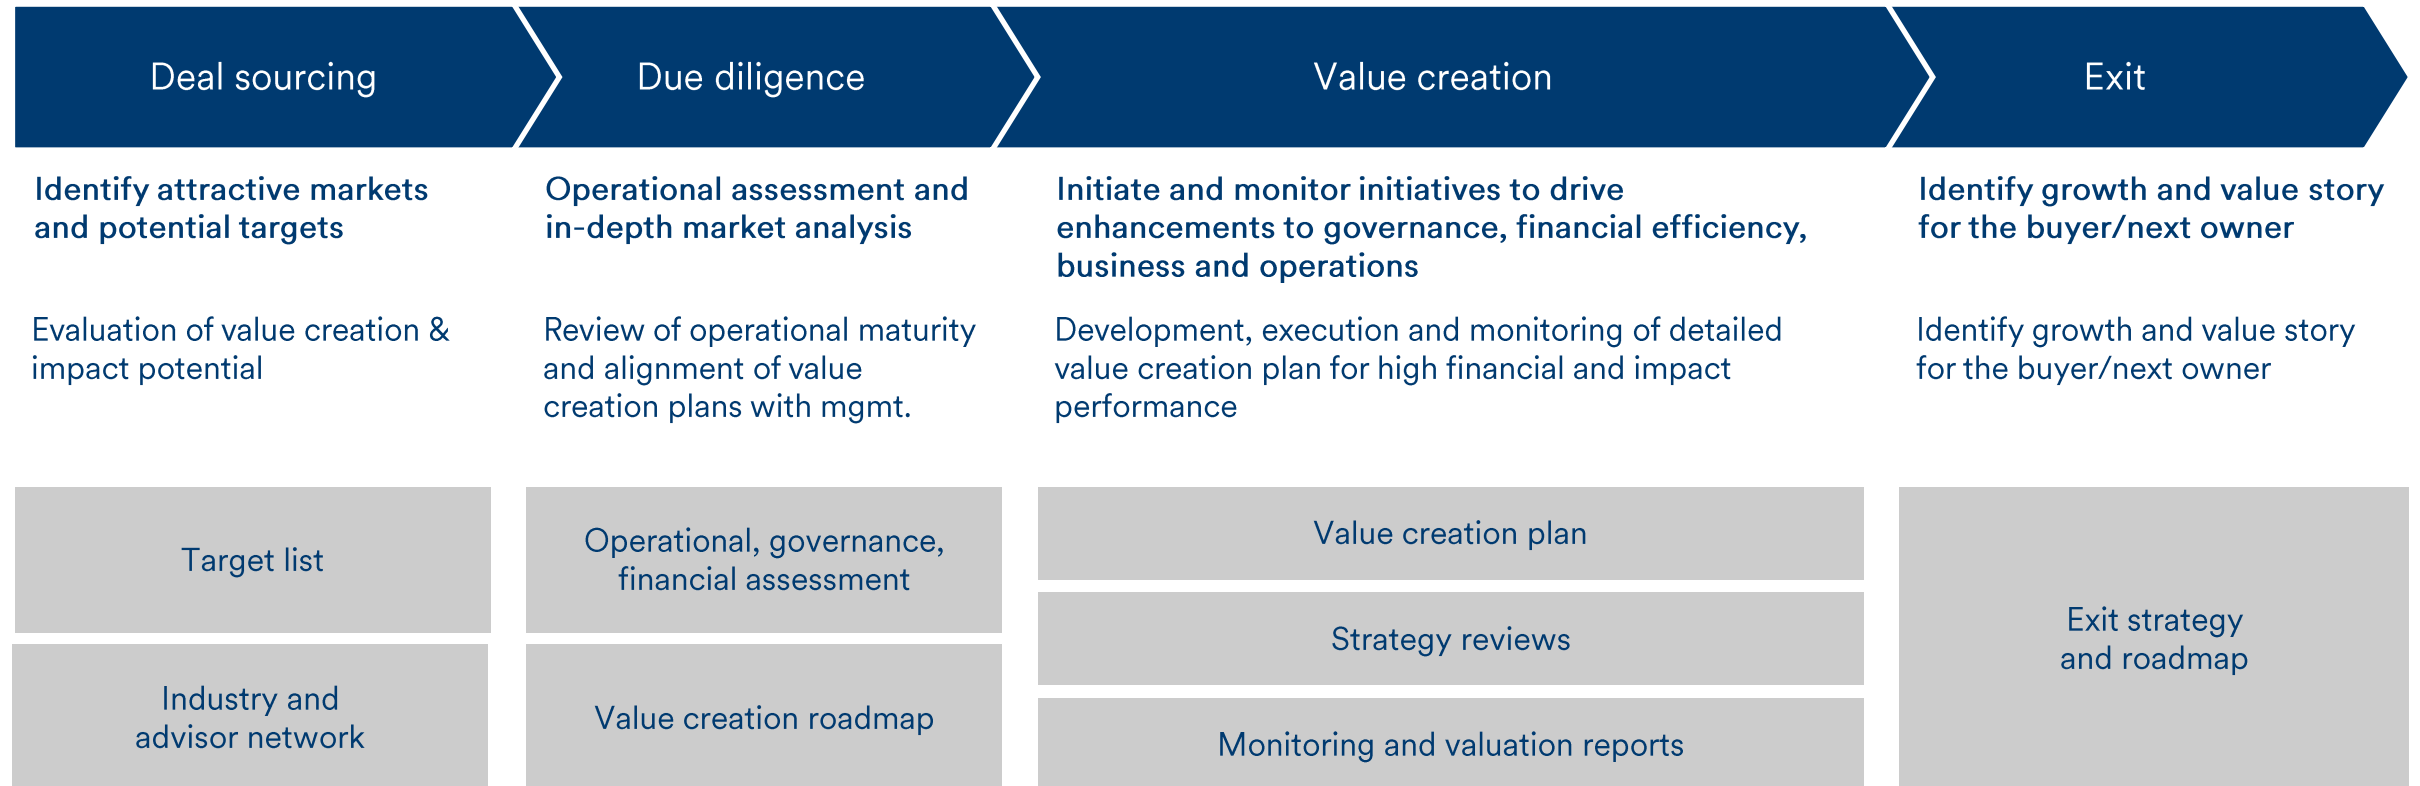 Deal sourcing
Due diligence
Value creation
Exit
Identify attractive markets
and potential targets
Operational assessment and
in-depth market analysis
Initiate and monitor initiatives to drive
enhancements to governance, financial efficiency,
business and operations
Identify growth and value story
for the buyer/next owner
Evaluation of value creation &
impact potential
Review of operational maturity
and alignment of value
creation plans with mgmt.
Development, execution and monitoring of detailed
value creation plan for high financial and impact
performance
Identify growth and value story
for the buyer/next owner
Target list
Industry and
advisor network
Operational, governance,
financial assessment
Value creation roadmap
Value creation plan
Strategy reviews
Monitoring and valuation reports
Exit strategy
and roadmap